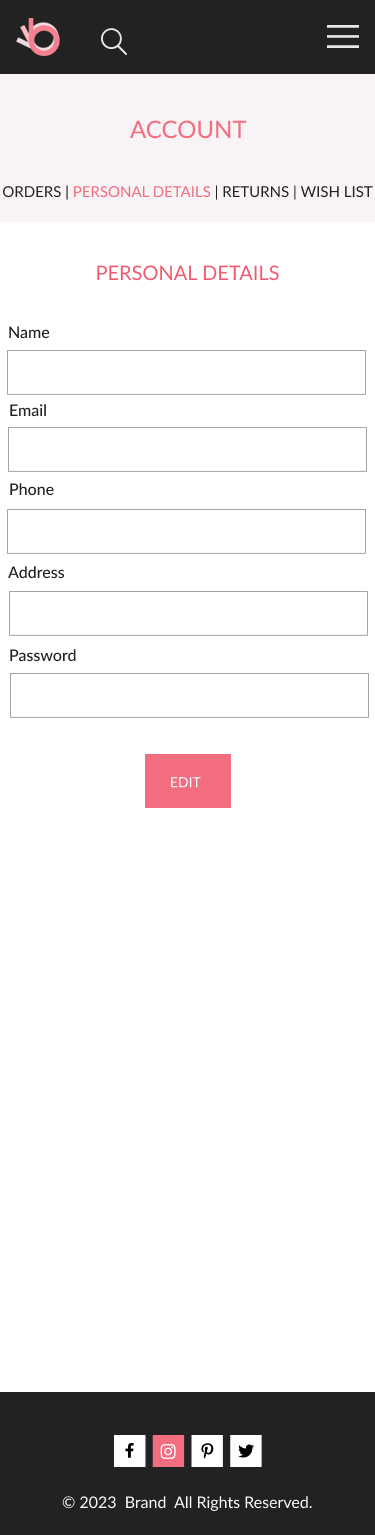 ACCOUNT
ORDERS | PERSONAL DETAILS | RETURNS | WISH LIST
PERSONAL DETAILS
Name
Email
Phone
Address
Password
EDIT
© 2023 Brand All Rights Reserved.